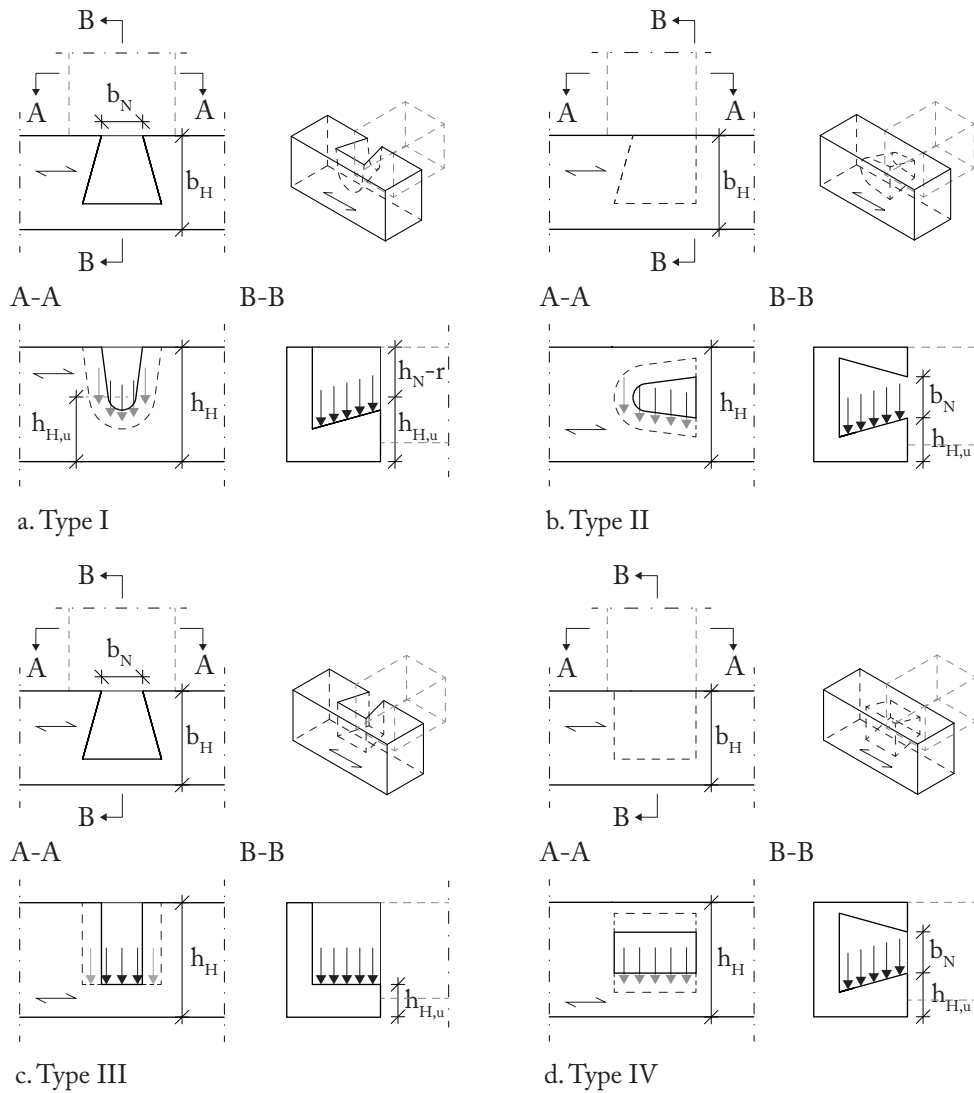 B
B
A
b_N
A
A
A
b_H
b_H
B
B
A-A
B-B
A-A
B-B
h_N-r
b_N
h_H
h_H
h_H,u
h_H,u
h_H,u
a. Type I
b. Type II
B
B
A
b_N
A
A
A
b_H
b_H
B
B
A-A
B-B
A-A
B-B
b_N
h_H
h_H
h_H,u
h_H,u
c. Type III
d. Type IV